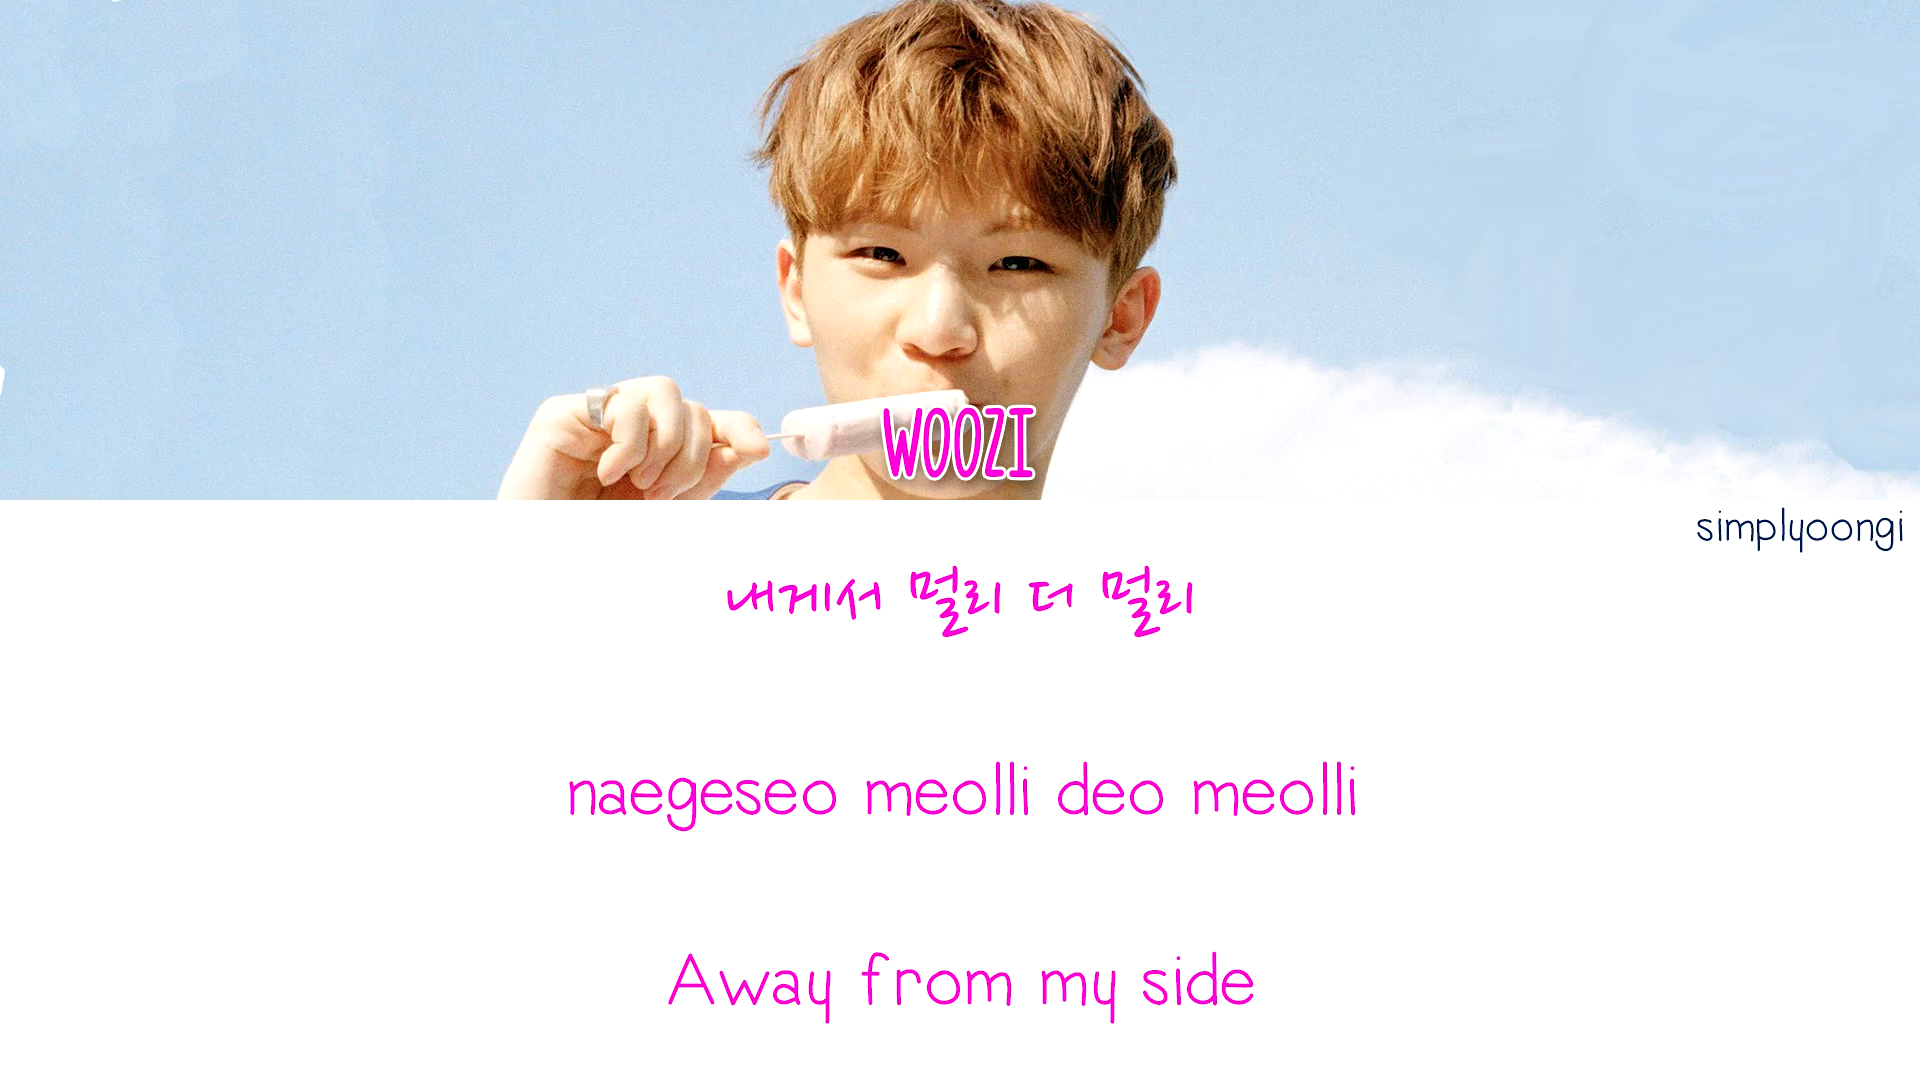 WOOZI
simplyoongi
내게서 멀리 더 멀리
naegeseo meolli deo meolli
Away from my side